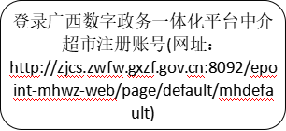 登录广西数字政务一体化平台中介
超市注册账号(网址：
http://zjcs.zwfw.gxzf.gov.cn:8092/epo
int-mhwz-web/page/default/mhdefa
ult)